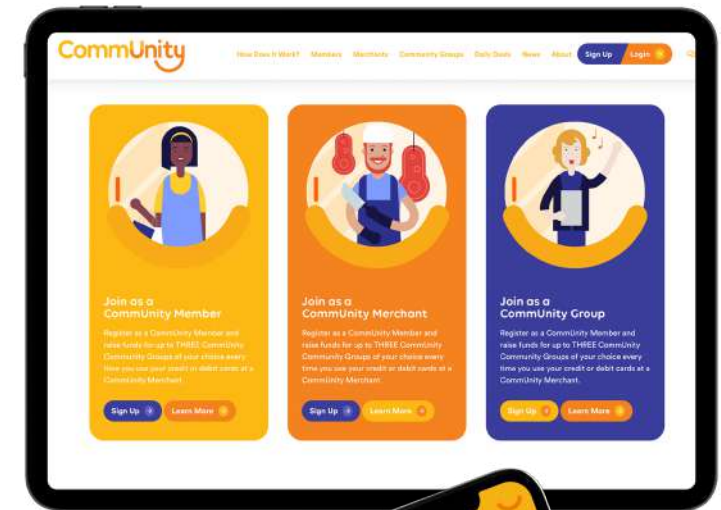 CommUnity
How Does It Work? Members Merchants Community Groups Daily Deals News About Sign Up Login
Join as a
CommUnity Member
Register as a CommUnity Member and
raise funds for up to THREE CommUnity
Community Groups of your choice every
time you use your credit or debit cards at a
CommUnity Merchant.
Sign Up Learn More
Join as a
CommUnity Merchant
Register as a CommUnity Member and
raise funds for up to THREE CommUnity
Community Groups of your choice every
time you use your credit or debit cards at a
CommUnity Merchant.
Sign Up Learn More
Join as a
CommUnity Group
Register as a CommUnity Member and
raise funds for up to THREE CommUnity
Community Groups of your choice every
time you use your credit or debit cards at a
CommUnity Merchant.
Sign Up Learn More